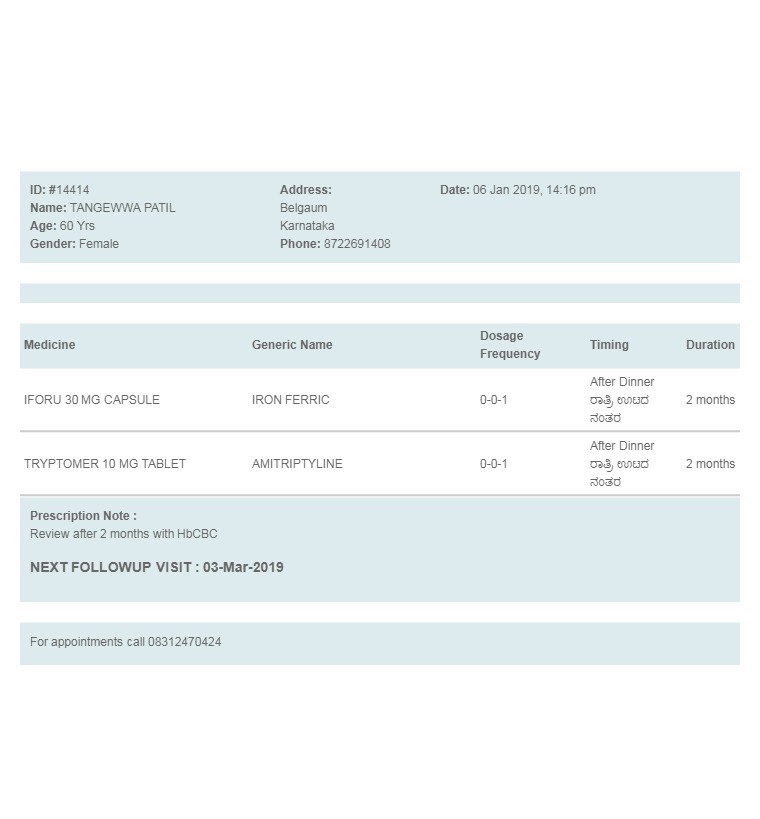 ID: #14414
Name: TANGEWWA PATIL
Age: 60 Yrs
Gender: Female
Address:
Belgaum
Karnataka
Phone: 8722691408
Date: 06 Jan 2019, 14:16 pm
Medicine Generic Name Dosage Frequency Timing Duration
IFORU 30 MG CAPSULE IRON FERRIC 0-0-1 After Dinner 2 months
ರಾತ್ರಿ ಊಟದ
ನಂತರ
TRYPTOMER 10 MG TABLET AMITRIPTYLINE 0-0-1 After Dinner 2 months
ರಾತ್ರಿ ಊಟದ
ನಂತರ
Prescription Note :
Review after 2 months with HbCBC
NEXT FOLLOWUP VISIT : 03-Mar-2019
For appointments call 08312470424